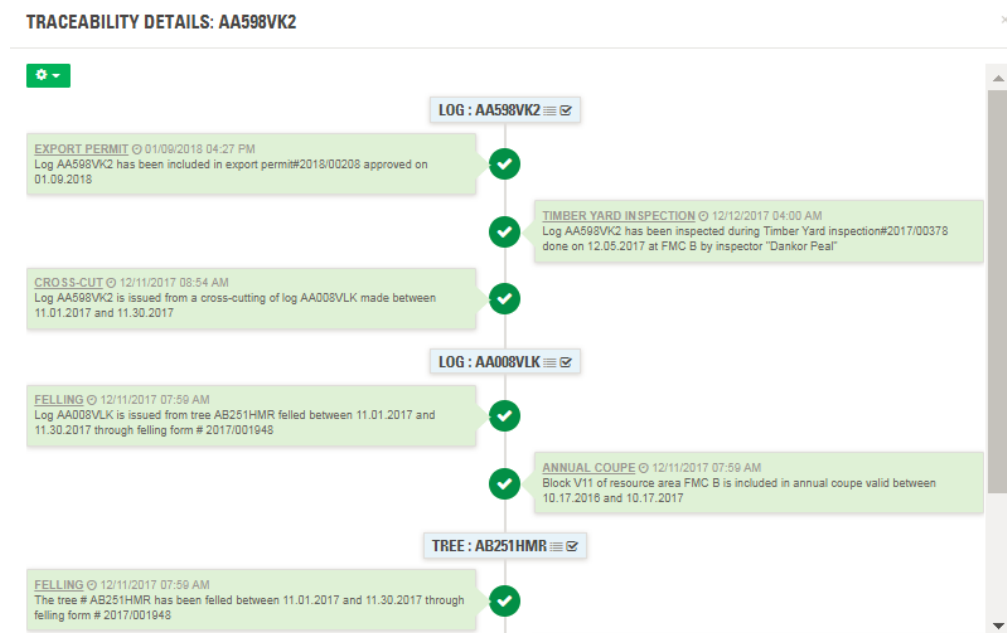 TRACEABILITY DETAILS: AA598VK2
LOG : AA598VK2
EXPORT PERMIT 01/09/2018 04:27 PM
Log AA598VK2 has been included in export permit#2018/00208 approved on
01.09.2018
TIMBER YARD INSPECTION 12/12/2017 04:00 AM
Log AA598VK2 has been inspected during Timber Yard inspection#2017/00378
done on 12.05.2017 at FMC B by inspector "Dankor Peal"
CROSS-CUT 12/11/2017 08:54 AM
Log AA598VK2 is issued from a cross-cutting of log AA008VLK made between
11.01.2017 and 11.30.2017
LOG : AA008VLK
FELLING 12/11/2017 07:59 AM
Log AA008VLK is issued from tree AB251HMR felled between 11.01.2017 and
11.30.2017 through felling form # 2017/001948
ANNUAL COUPE 12/11/2017 07:59 AM
Block V11 of resource area FMC B is included in annual coupe valid between
10.17.2016 and 10.17.2017
TREE : AB251HMR
FELLING 12/11/2017 07:59 AM
The tree # AB251HMR has been felled between 11.01.2017 and 11.30.2017 through
felling form # 2017/001948